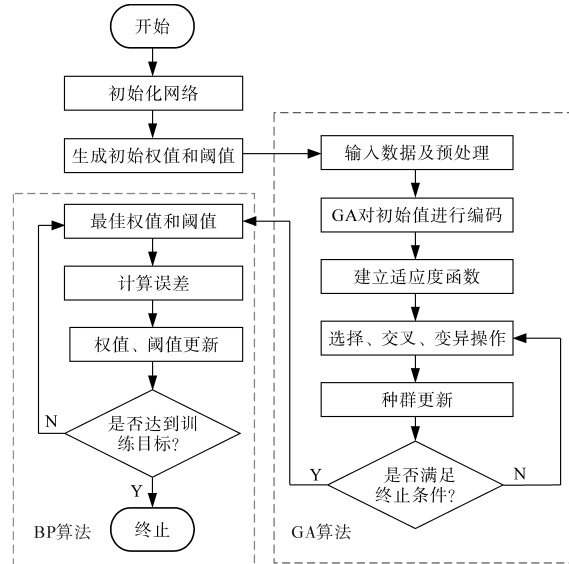 开始
初始化网络
生成初始权值和阈值
输入数据及预处理
GA对初始值进行编码
建立适应度函数
选择、交叉、变异操作
种群更新
是否满足
终止条件?
Y
N
GA算法
最佳权值和阈值
计算误差
权值、阈值更新
是否达到训
练目标?
N
Y
终止
BP算法